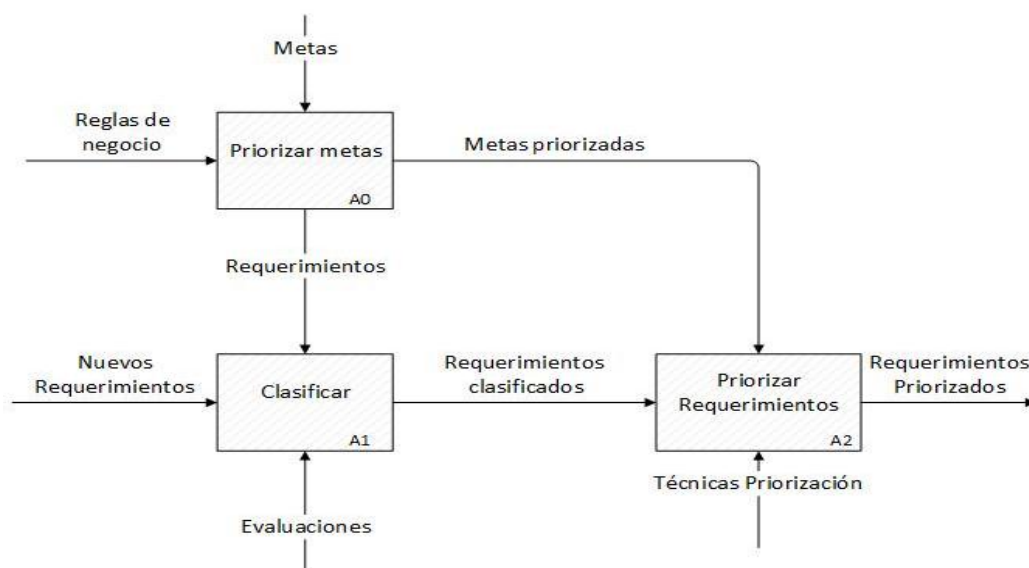 Metas
Reglas de
negocio
Priorizar metas
A0
Metas priorizadas
Requerimientos
Nuevos
Requerimientos
Clasificar
A1
Requerimientos
clasificados
Priorizar
Requerimientos
A2
Requerimientos
Priorizados
Técnicas Priorización
Evaluaciones